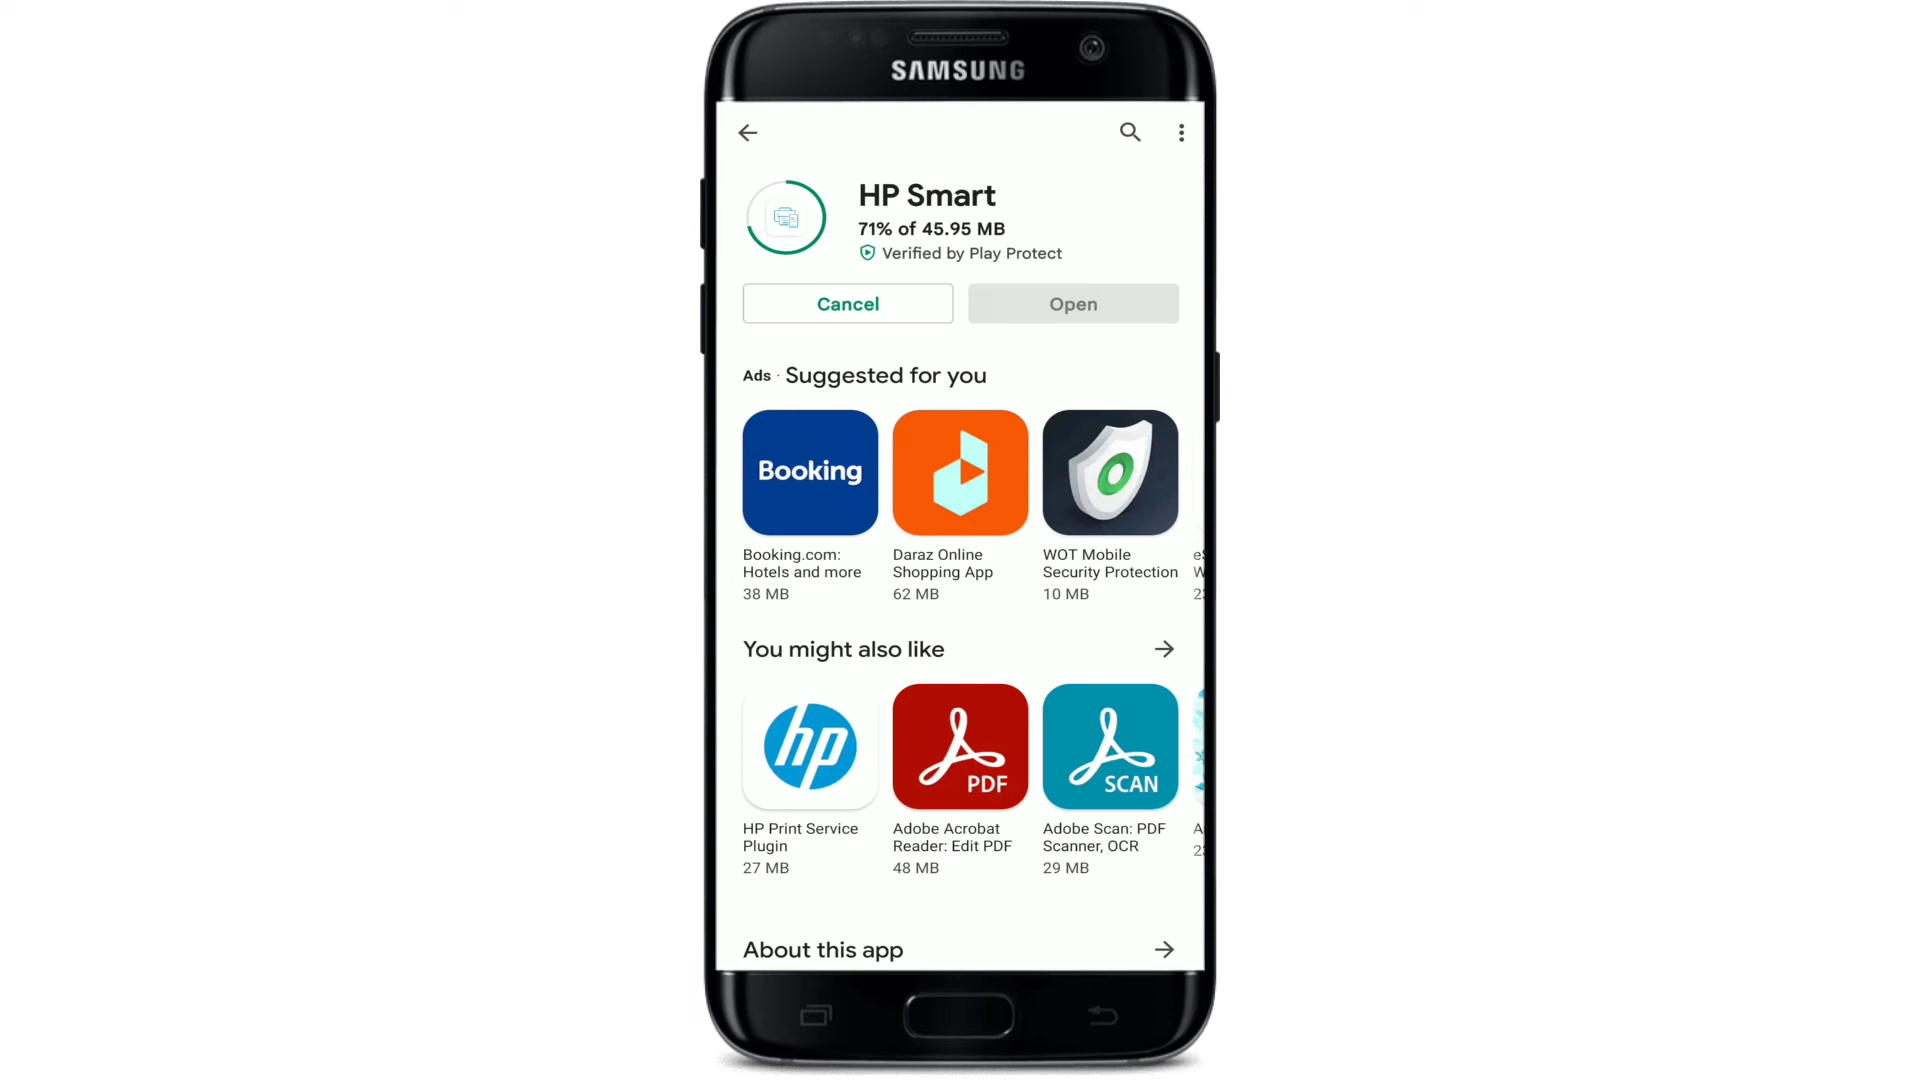 SAMSUNG
HP Smart
71% of 45.95 MB
Verified by Play Protect
Cancel
Open
Ads · Suggested for you
Booking
Booking.com:
Hotels and more
38 MB
Daraz Online
Shopping App
62 MB
WOT Mobile
Security Protection
10 MB
You might also like
hp
HP Print Service
Plugin
27 MB
PDF
Adobe Acrobat
Reader: Edit PDF
48 MB
SCAN
Adobe Scan: PDF
Scanner, OCR
29 MB
About this app